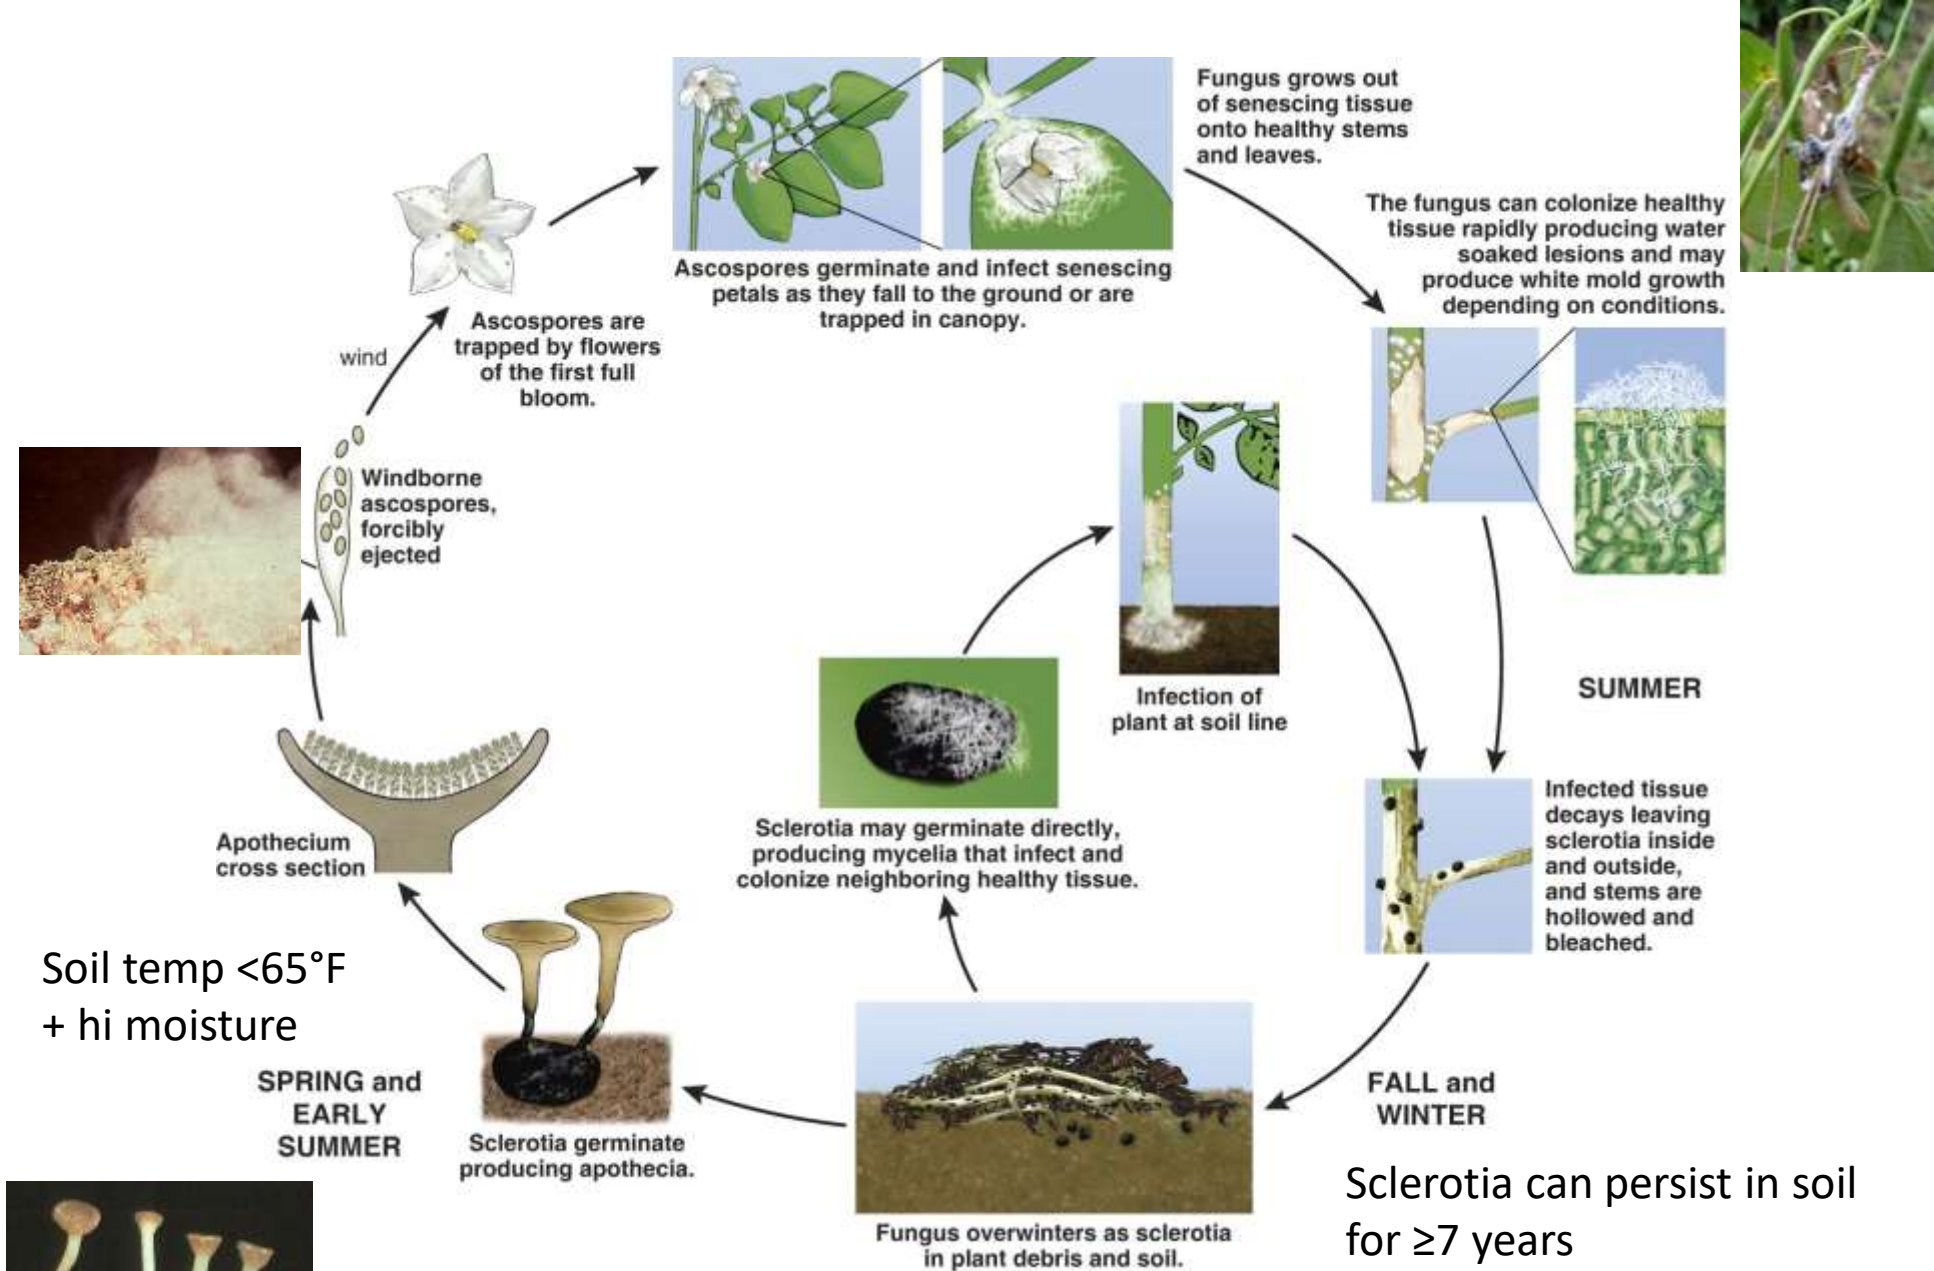 Fungus grows out
of senescing tissue
onto healthy stems
and leaves.
The fungus can colonize healthy
tissue rapidly producing water
soaked lesions and may
produce white mold growth
depending on conditions.
Ascospores germinate and infect senescing
petals as they fall to the ground or are
trapped in canopy.
Ascospores are
trapped by flowers
of the first full
bloom.
wind
Windborne
ascospores,
forcibly
ejected
Infection of
plant at soil line
SUMMER
Infected tissue
decays leaving
sclerotia inside
and outside,
and stems are
hollowed and
bleached.
Sclerotia may germinate directly,
producing mycelia that infect and
colonize neighboring healthy tissue.
Apothecium
cross section
Soil temp <65°F
+ hi moisture
SPRING and
EARLY
SUMMER
Sclerotia germinate
producing apothecia.
FALL and
WINTER
Fungus overwinters as sclerotia
in plant debris and soil.
Sclerotia can persist in soil
for ≥7 years